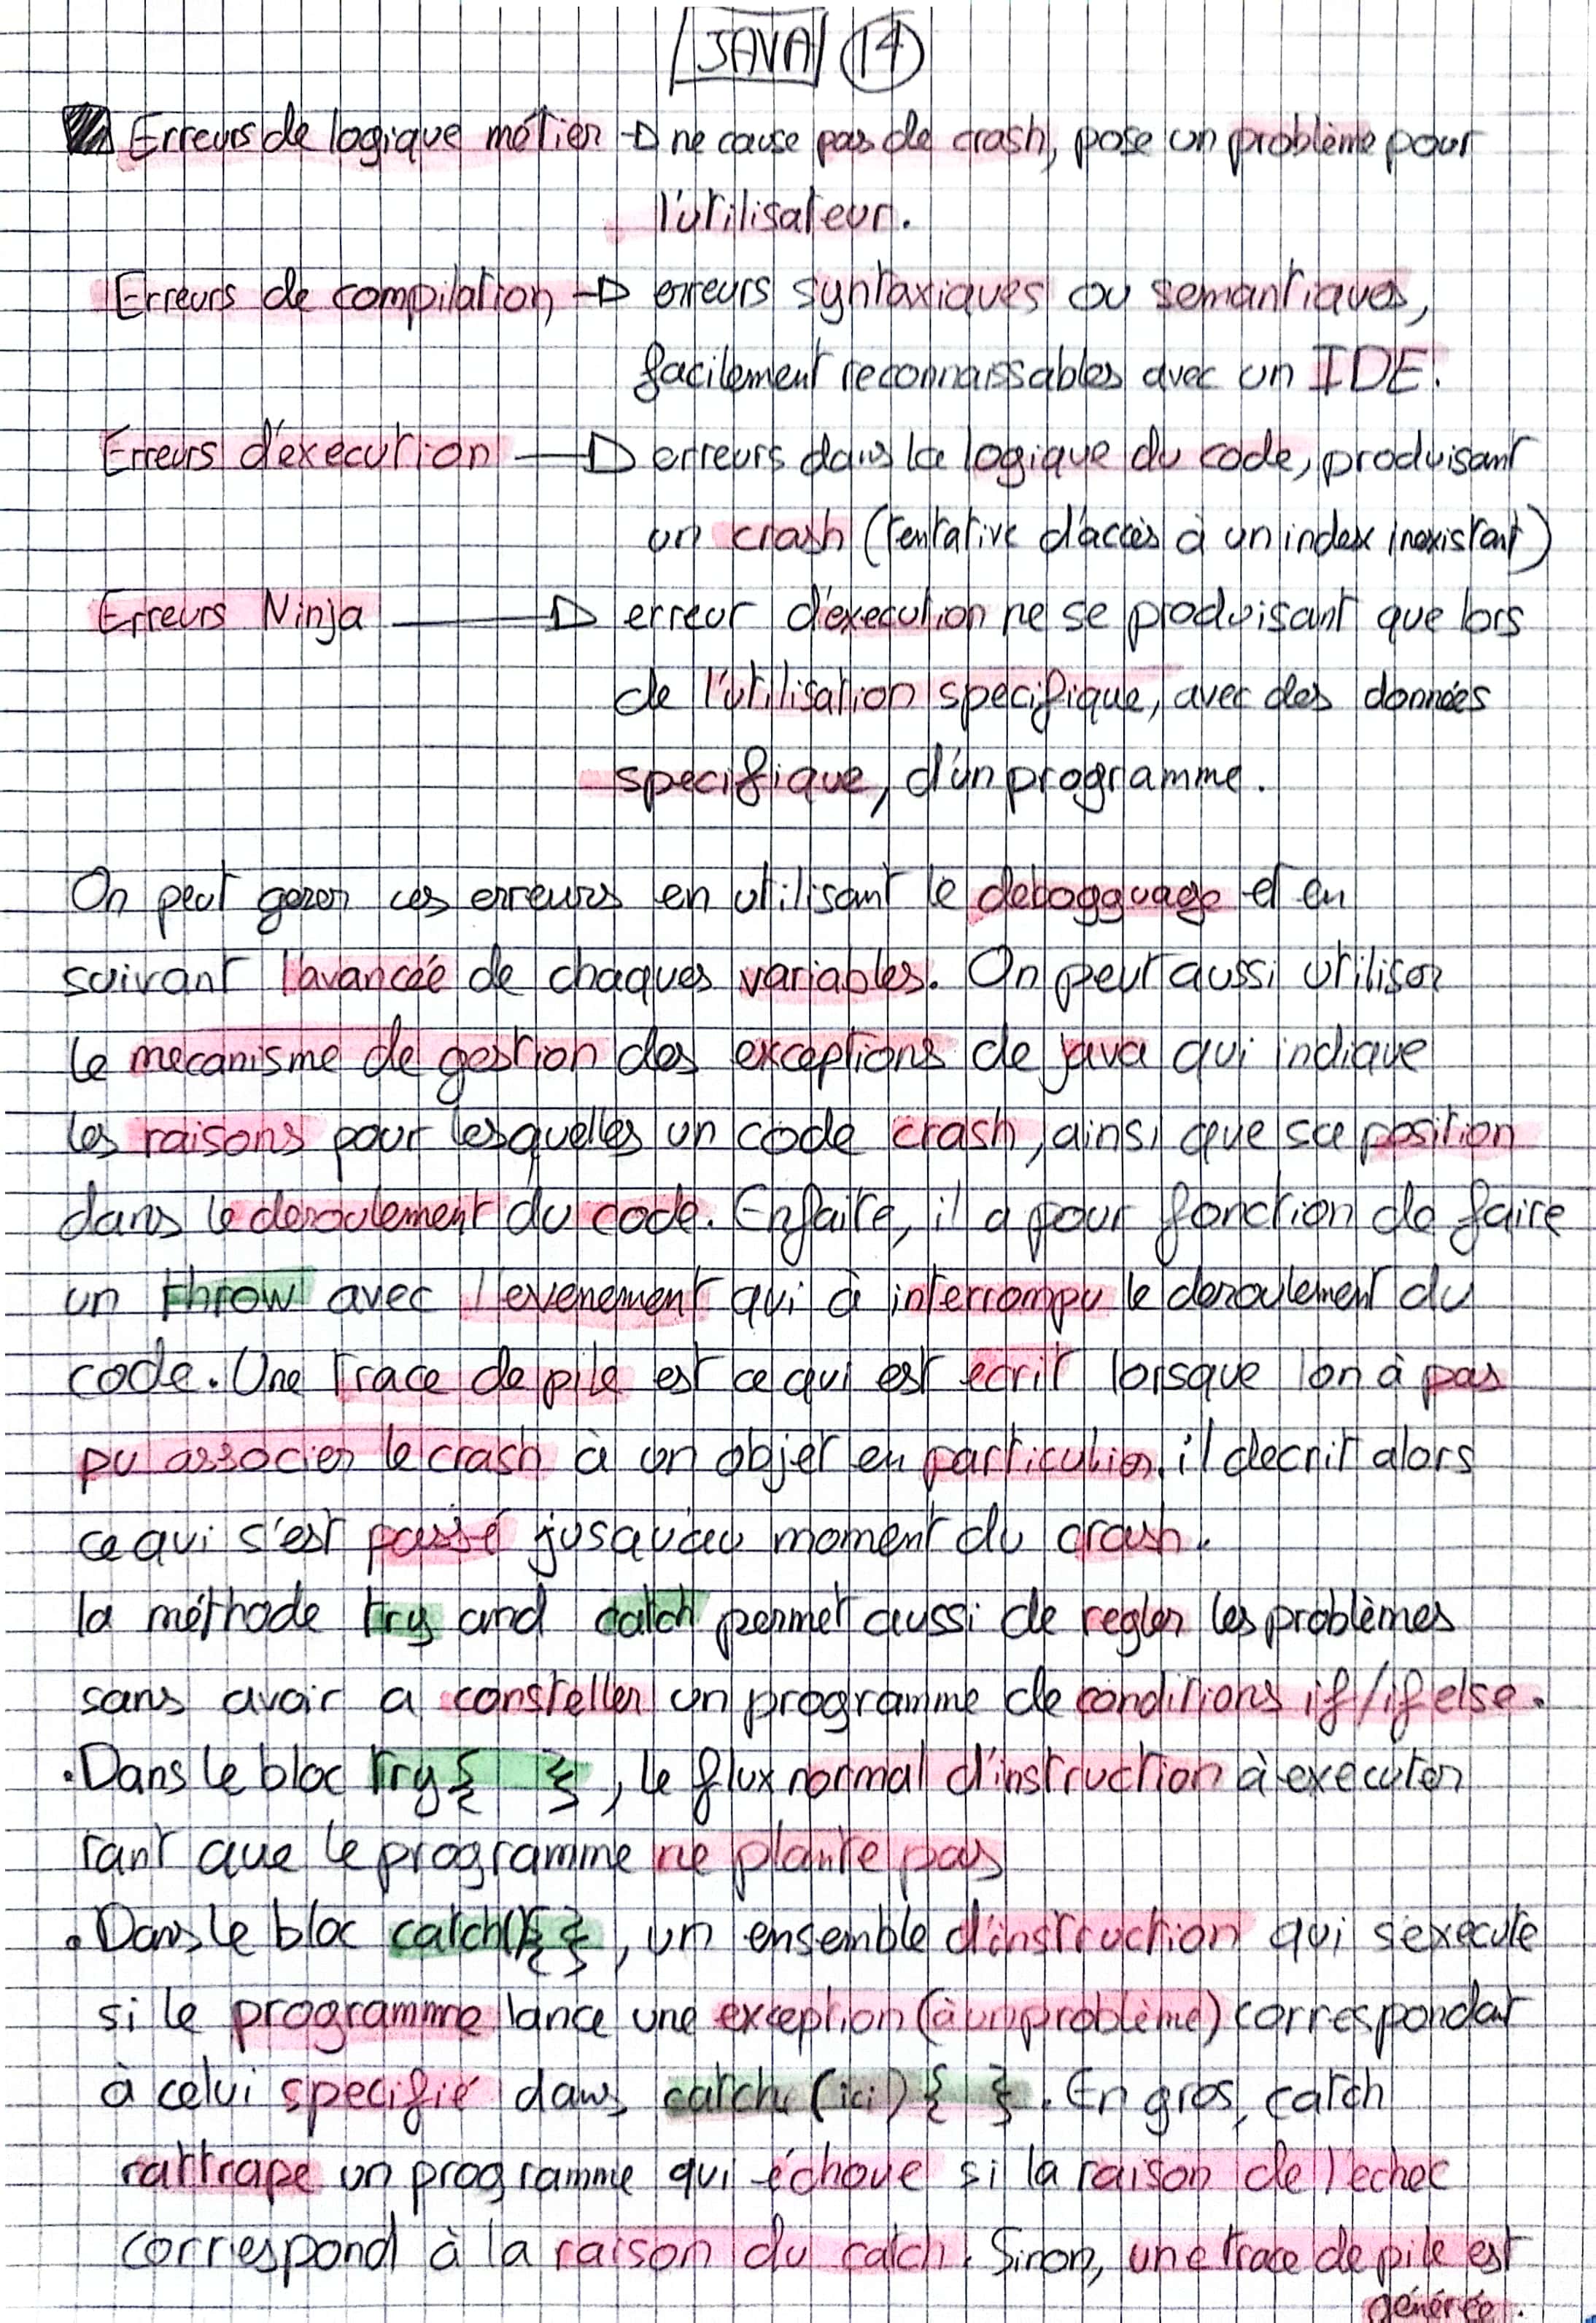 JAVA 14
Erreurs de logique métier → ne cause pas de crash, pose un problème pour
l'utilisateur.
Erreurs de compilation → erreurs syntaxiques ou semantiques,
facilement reconnaissables avec un IDE.
Erreurs d'execution → erreurs dans la logique du code, produisant
un crash (tentative d'accès à un index inexistant)
Erreurs Ninja → erreur d'execution ne se produisant que lors
de l'utilisation specifique, avec des données
specifique, d'un programme.
On peut gerer ces erreurs en utilisant le debogguage et en
suivant l'avancée de chaques variables. On peut aussi utiliser
le mecanisme de gestion des exceptions de java qui indique
les raisons pour lesquelles un code crash, ainsi que sa position
dans le deroulement du code. Enfaite, il a pour fonction de faire
un throw avec l'evenement qui à interrompu le deroulement du
code. Une trace de pile est ce qui est ecrit lorsque l'on à pas
pu associer le crash à un objet en particulier, il decrit alors
ce qui s'est passé jusqu'au moment du crash.
la méthode try and catch permet aussi de regler les problèmes
sans avoir a consteller un programme de conditions if/if else.
• Dans le bloc try{ }, le flux normal d'instruction à executer
tant que le programme ne plante pas
• Dans le bloc catch(){}, un ensemble d'instruction qui s'execute
si le programme lance une exception (à un problème) correspondant
à celui specifié dans catch (ici) { }. En gros, catch
rattrape un programme qui échoue si la raison de l'echec
correspond à la raison du catch. Sinon, une trace de pile est
générée.